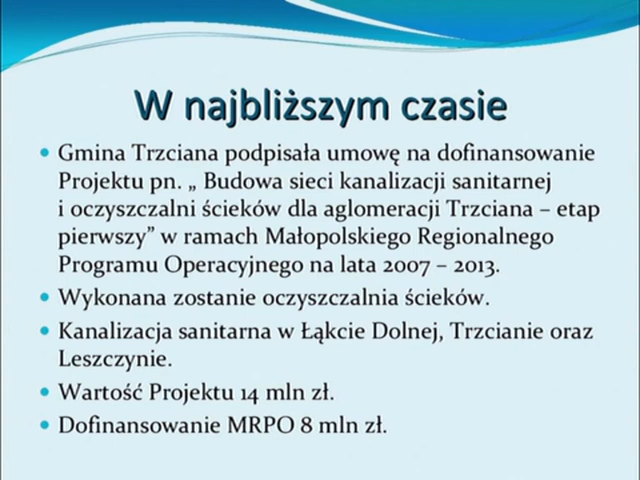 W najbliższym czasie
• Gmina Trzciana podpisała umowę na dofinansowanie
Projektu pn. „ Budowa sieci kanalizacji sanitarnej
i oczyszczalni ścieków dla aglomeracji Trzciana – etap
pierwszy” w ramach Małopolskiego Regionalnego
Programu Operacyjnego na lata 2007 – 2013.
• Wykonana zostanie oczyszczalnia ścieków.
• Kanalizacja sanitarna w Łąkcie Dolnej, Trzcianie oraz
Leszczynie.
• Wartość Projektu 14 mln zł.
• Dofinansowanie MRPO 8 mln zł.